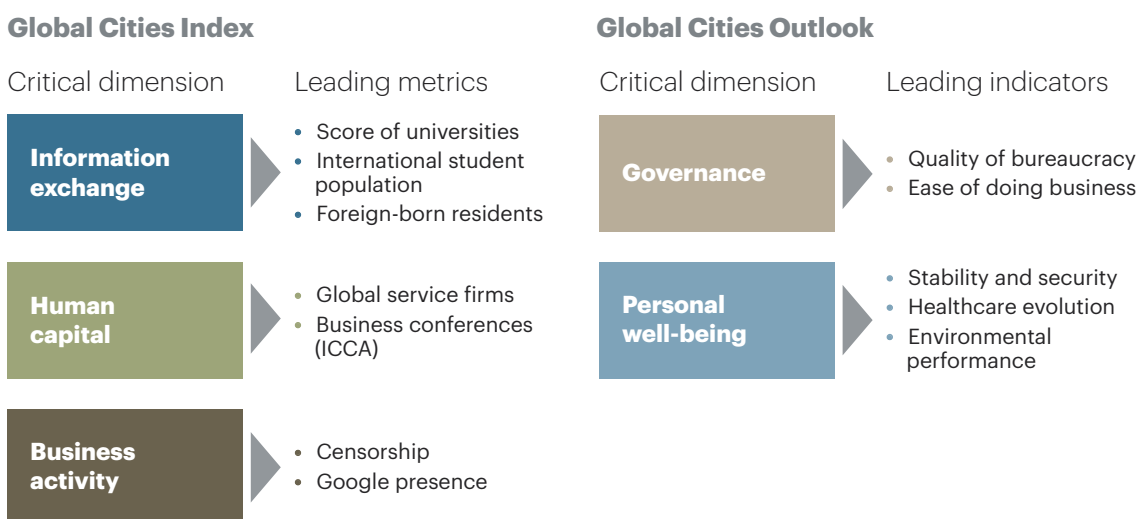 Global Cities Index
Critical dimension
Leading metrics
Information
exchange
• Score of universities
• International student
population
• Foreign-born residents
Human
capital
• Global service firms
• Business conferences
(ICCA)
Business
activity
• Censorship
• Google presence
Global Cities Outlook
Critical dimension
Leading indicators
Governance
• Quality of bureaucracy
• Ease of doing business
Personal
well-being
• Stability and security
• Healthcare evolution
• Environmental
performance